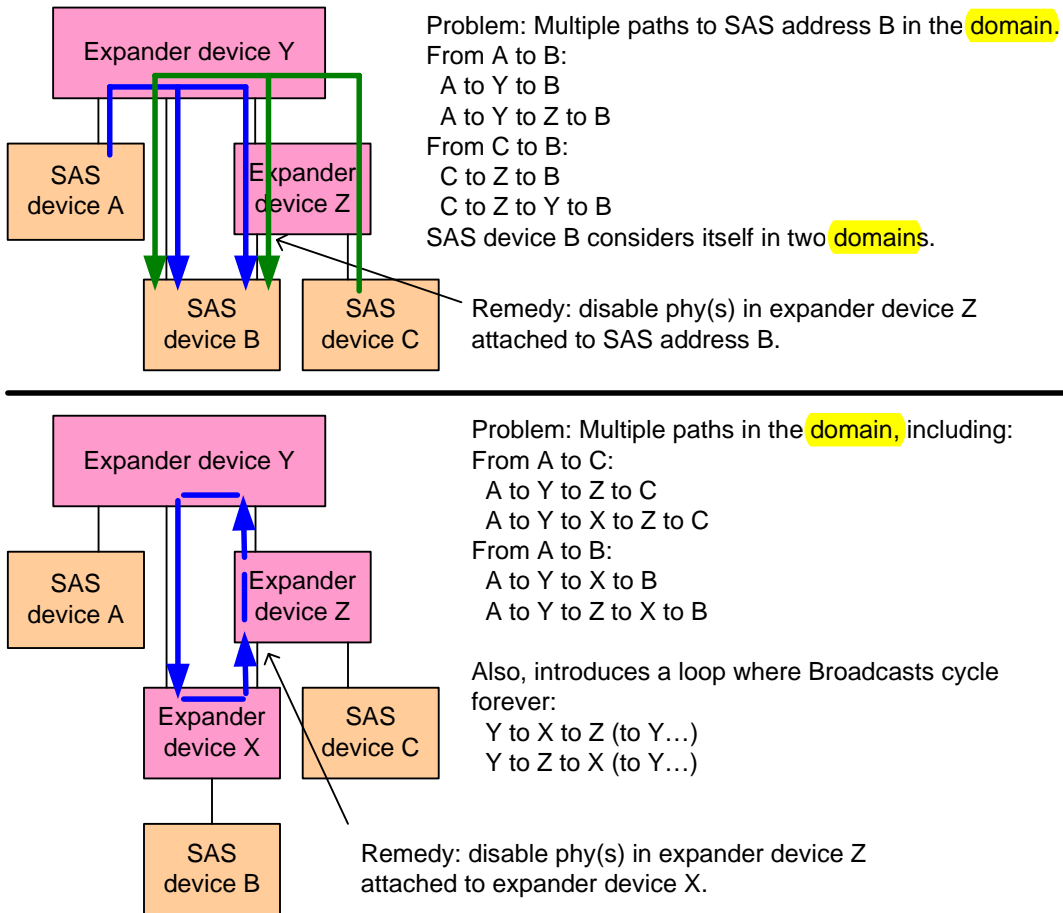 Expander device Y
SAS
device A
Expander
device Z
SAS
device B
SAS
device C
Problem: Multiple paths to SAS address B in the domain.
From A to B:
A to Y to B
A to Y to Z to B
From C to B:
C to Z to B
C to Z to Y to B
SAS device B considers itself in two domains.
Remedy: disable phy(s) in expander device Z
attached to SAS address B.
Expander device Y
SAS
device A
Expander
device Z
Expander
device X
SAS
device C
SAS
device B
Problem: Multiple paths in the domain, including:
From A to C:
A to Y to Z to C
A to Y to X to Z to C
From A to B:
A to Y to X to B
A to Y to Z to X to B
Also, introduces a loop where Broadcasts cycle
forever:
Y to X to Z (to Y…)
Y to Z to X (to Y…)
Remedy: disable phy(s) in expander device Z
attached to expander device X.